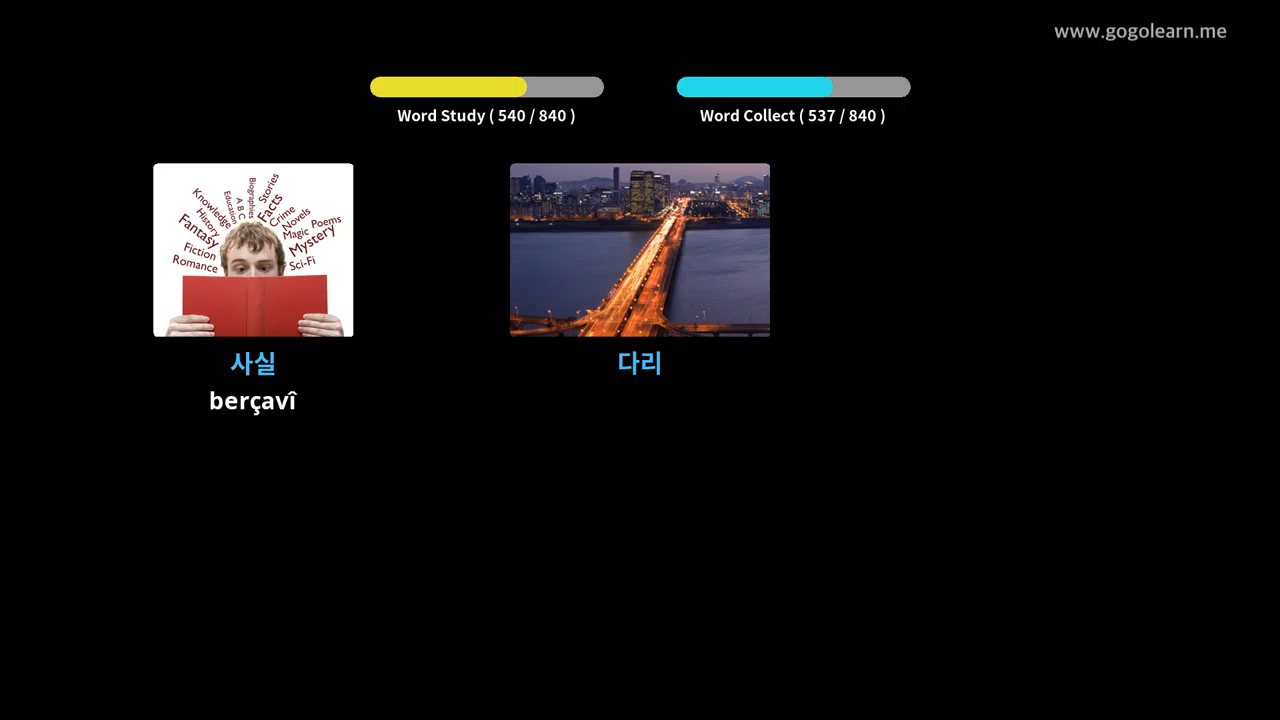 www.gogolearn.me
Word Study ( 540 / 840 )
Word Collect ( 537 / 840 )
Knowledge
History
Fantasy
Fiction
Romance
Education
A B C
Biographies
Stories
Facts
Crime
Novels
Magic
Poems
Mystery
Sci-Fi
사실
berçavî
다리